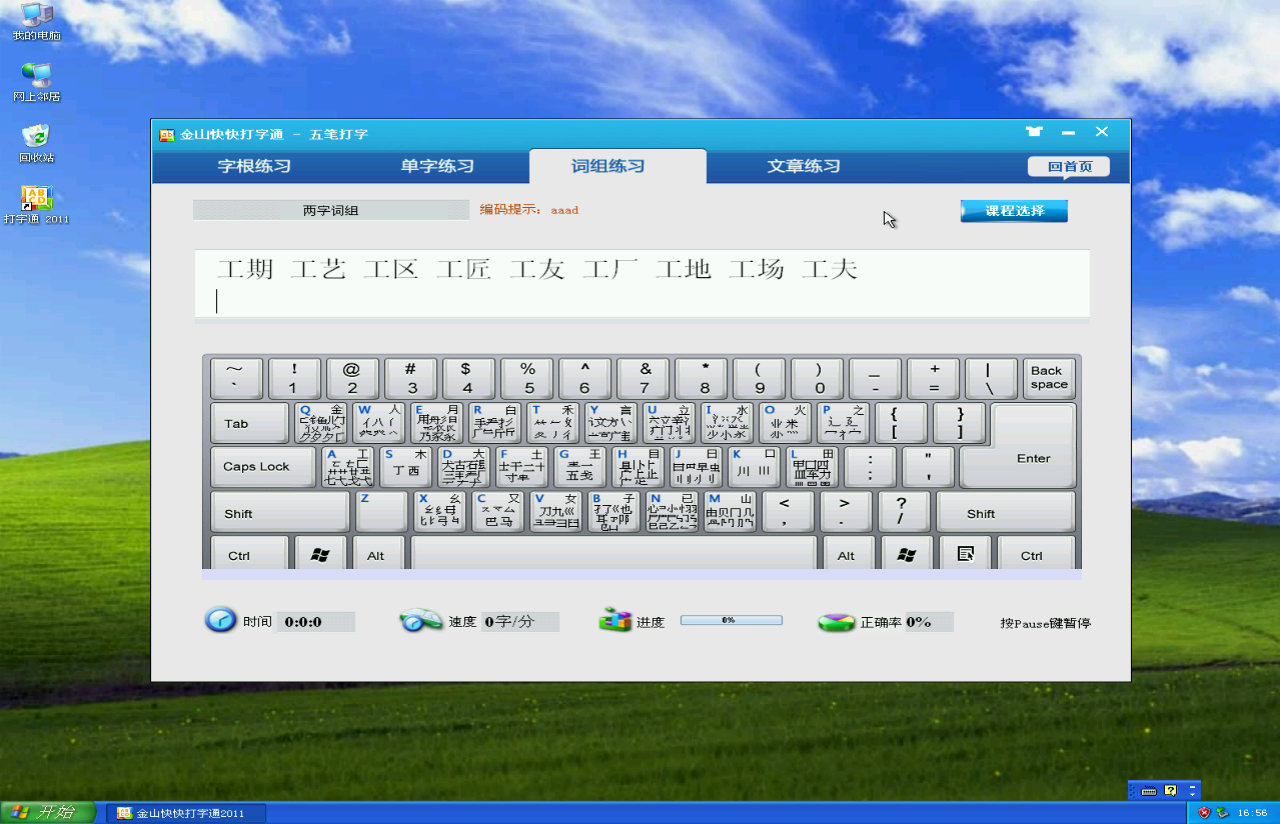 我的电脑
网上邻居
回收站
打字通 2011
金山快快打字通 - 五笔打字
字根练习 单字练习 词组练习 文章练习 回首页
两字词组 编码提示: aaad 课程选择
工期 工艺 工区 工匠 工友 工厂 工地 工场 工夫
~ ! @ # $ % ^ & * ( ) _ + | Back space
` 1 2 3 4 5 6 7 8 9 0 - = \
Tab Q 金 W 人 E 月 R 白 T 禾 Y 言 U 立 I 水 O 火 P 之 { [ } ]
Caps Lock A 工 S 木 D 大 F 土 G 王 H 目 J 日 K 口 L 田 : ; " ' Enter
Shift Z X 幺 C 又 V 女 B 子 N 已 M 山 < , > . ? / Shift
Ctrl Alt Alt Ctrl
时间 0:0:0 速度 0字/分 进度 0% 正确率 0% 按Pause键暂停
开始 金山快快打字通2011 16:56